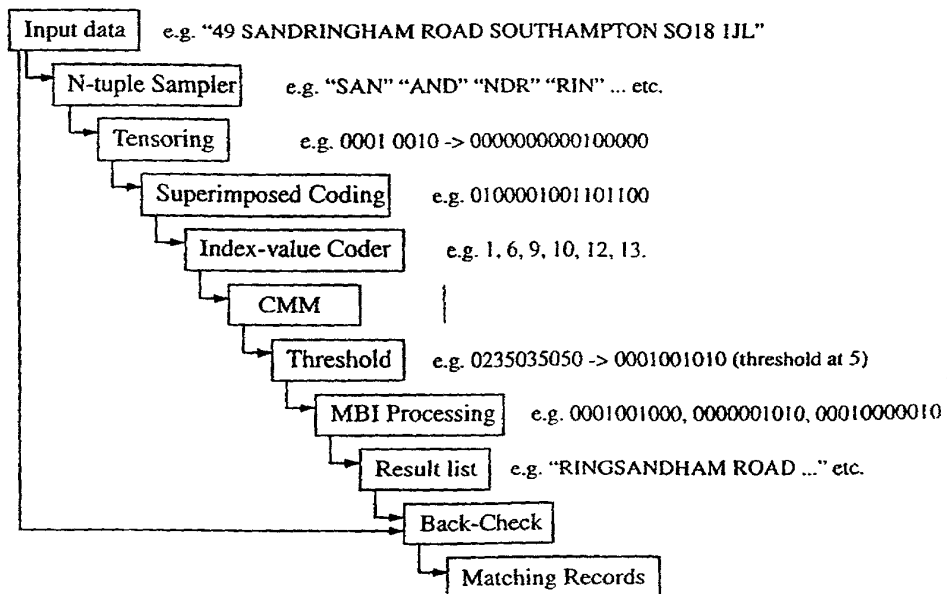 Input data e.g. "49 SANDRINGHAM ROAD SOUTHAMPTON SO18 1JL"
N-tuple Sampler e.g. "SAN" "AND" "NDR" "RIN" ... etc.
Tensoring e.g. 0001 0010 -> 0000000000100000
Superimposed Coding e.g. 0100001001101100
Index-value Coder e.g. 1, 6, 9, 10, 12, 13.
CMM
Threshold e.g. 0235035050 -> 0001001010 (threshold at 5)
MBI Processing e.g. 0001001000, 0000001010, 00010000010
Result list e.g. "RINGSANDHAM ROAD ..." etc.
Back-Check
Matching Records